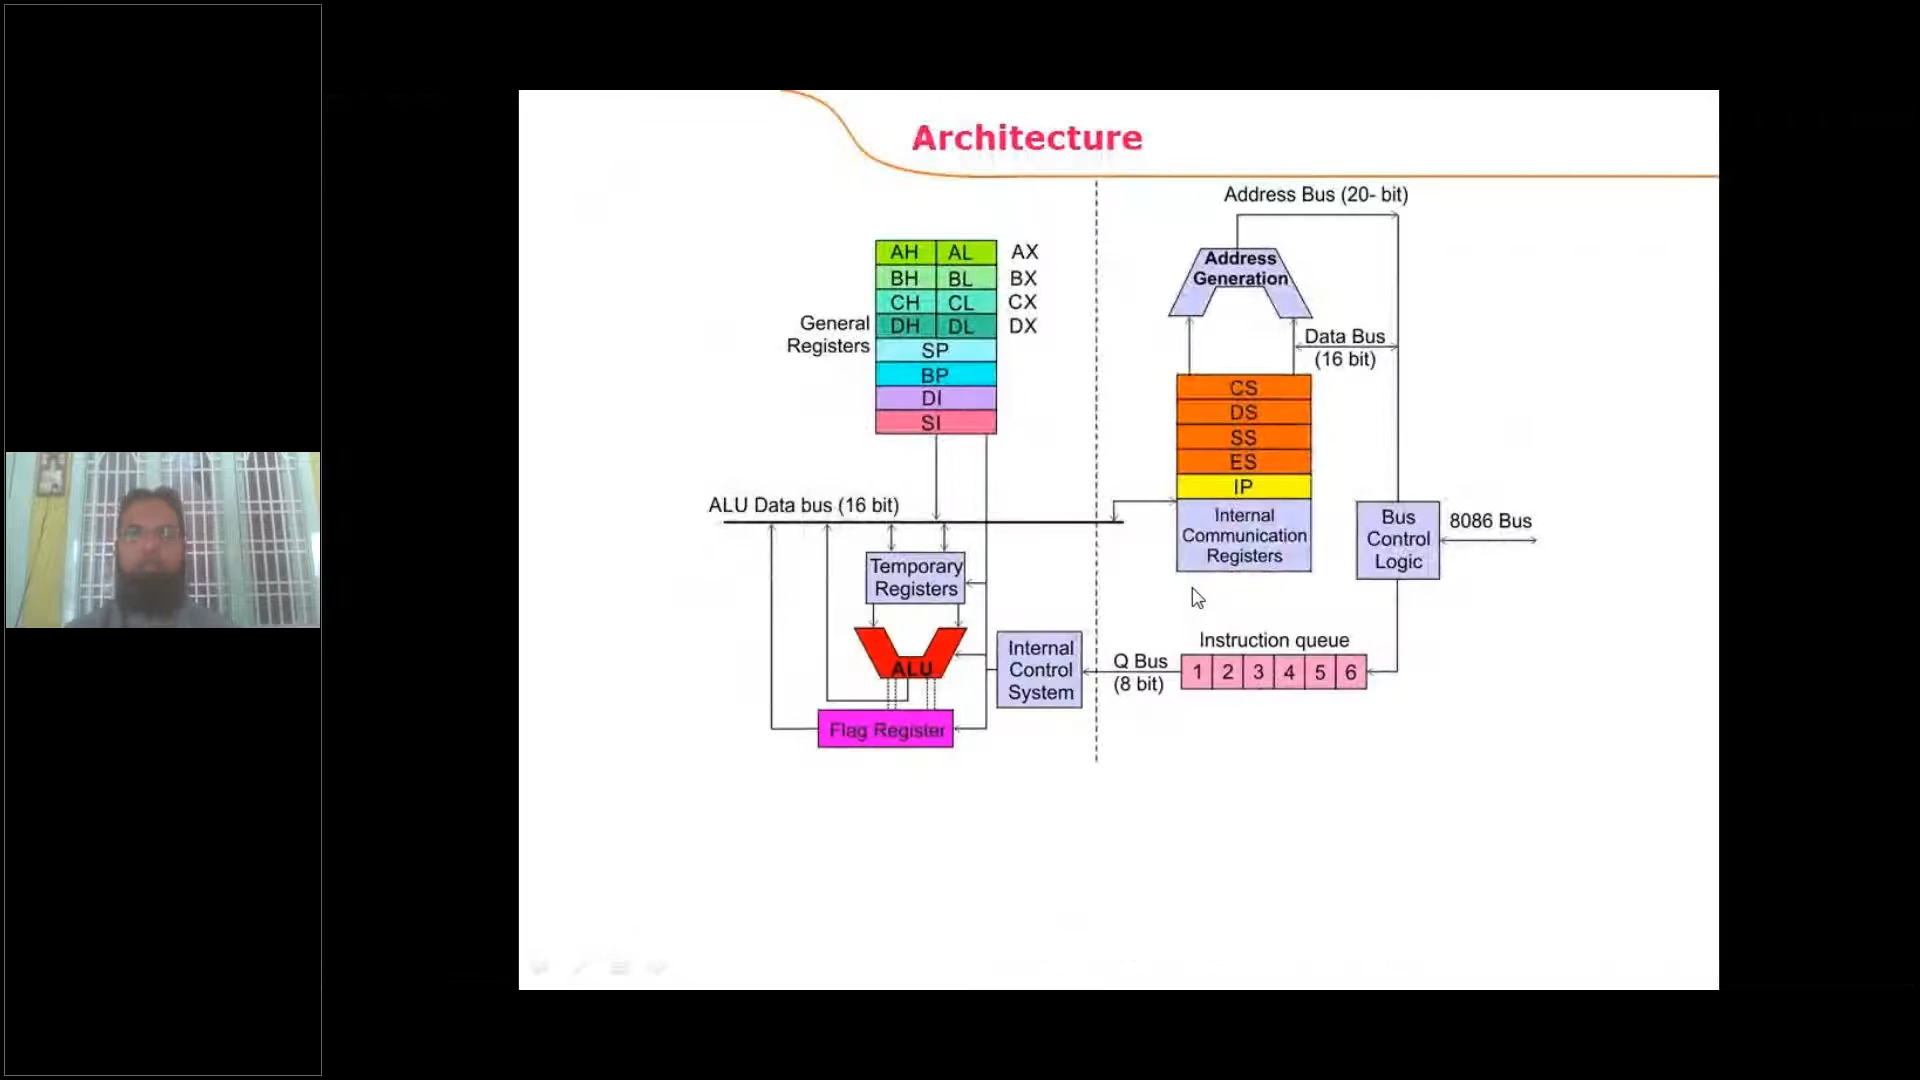 Architecture
Address Bus (20- bit)
AH AL AX
BH BL BX
CH CL CX
DH DL DX
General
Registers
SP
BP
DI
SI
Address
Generation
Data Bus
(16 bit)
CS
DS
SS
ES
IP
Internal
Communication
Registers
Bus
Control
Logic
8086 Bus
ALU Data bus (16 bit)
Temporary
Registers
ALU
Internal
Control
System
Q Bus
(8 bit)
Instruction queue
1 2 3 4 5 6
Flag Register